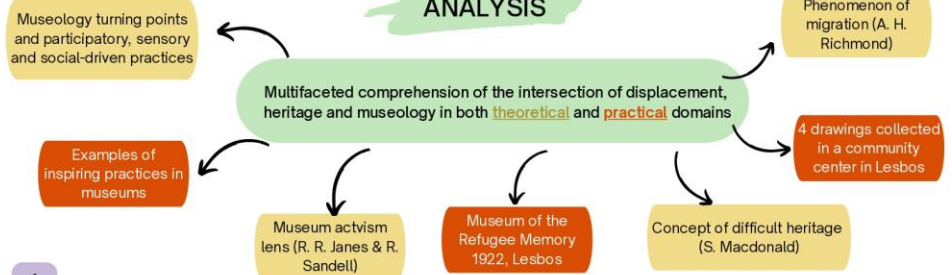 ANALYSIS
Museology turning points
and participatory, sensory
and social-driven practices
Phenomenon of
migration (A. H.
Richmond)
Multifaceted comprehension of the intersection of displacement,
heritage and museology in both theoretical and practical domains
Examples of
inspiring practices in
museums
4 drawings collected
in a community
center in Lesbos
Museum actvism
lens (R. R. Janes & R.
Sandell)
Museum of the
Refugee Memory
1922, Lesbos
Concept of difficult heritage
(S. Macdonald)